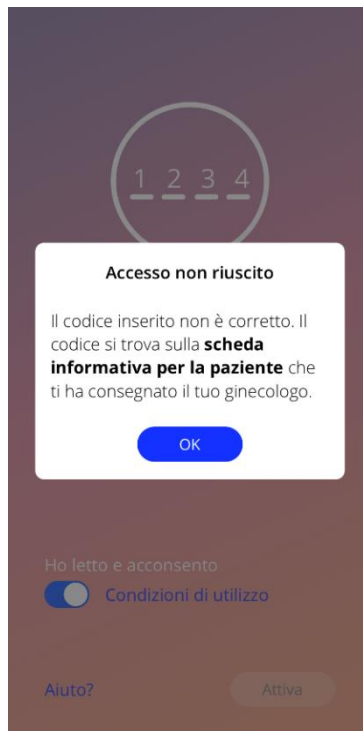 1 2 3 4
Accesso non riuscito
Il codice inserito non è corretto. Il
codice si trova sulla scheda
informativa per la paziente che
ti ha consegnato il tuo ginecologo.
OK
Ho letto e acconsento
Condizioni di utilizzo
Aiuto?
Attiva